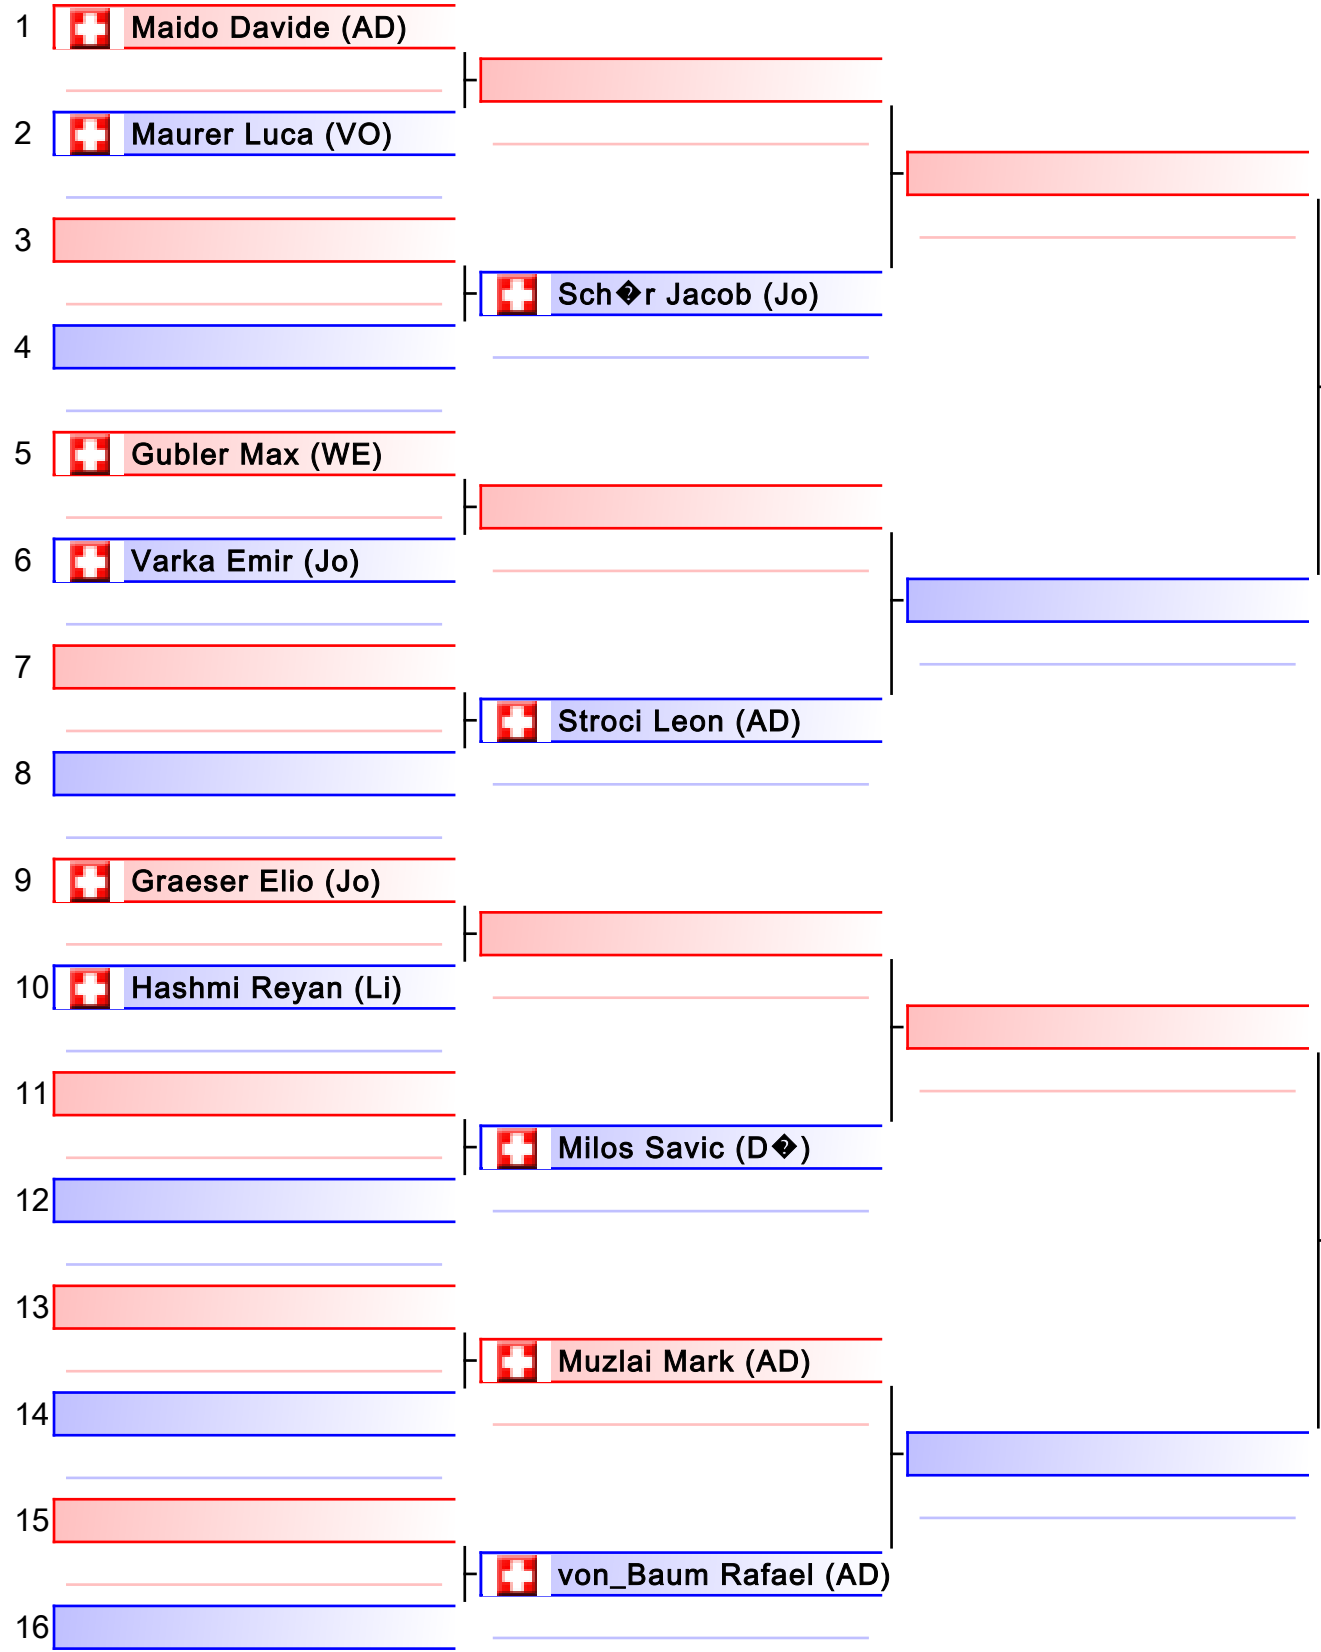 1 Maido Davide (AD)
2 Maurer Luca (VO)
3
Sch�r Jacob (Jo)
4
5 Gubler Max (WE)
6 Varka Emir (Jo)
7
Stroci Leon (AD)
8
9 Graeser Elio (Jo)
10 Hashmi Reyan (Li)
11
Milos Savic (D�)
12
13
Muzlai Mark (AD)
14
15
von_Baum Rafael (AD)
16